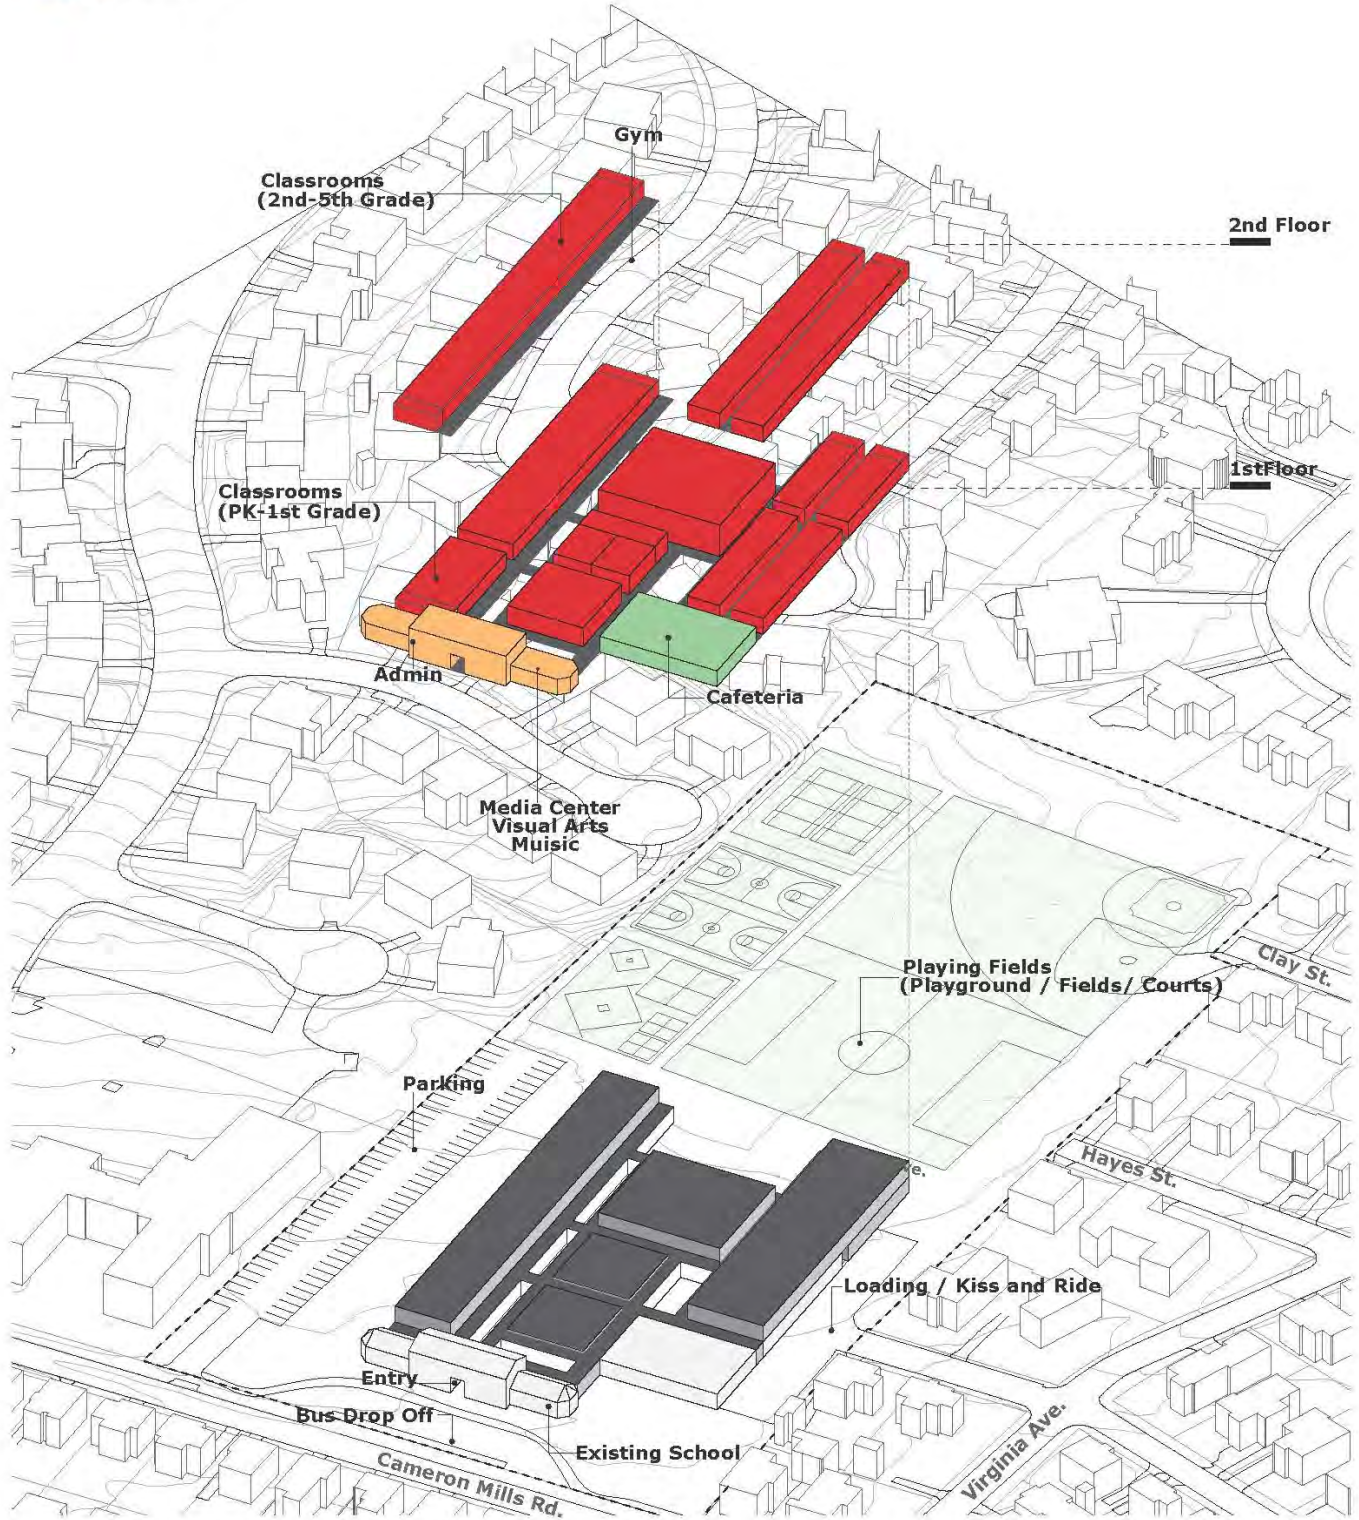 Gym
Classrooms
(2nd-5th Grade)
2nd Floor
1stFloor
Classrooms
(PK-1st Grade)
Admin
Cafeteria
Media Center
Visual Arts
Muisic
Clay St.
Playing Fields
(Playground / Fields/ Courts)
Parking
Hayes St.
ve.
Loading / Kiss and Ride
Entry
Bus Drop Off
Existing School
Cameron Mills Rd.
Virginia Ave.